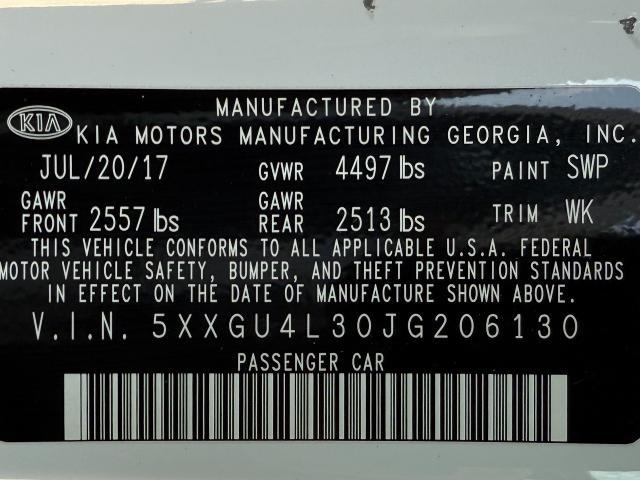 MANUFACTURED BY
KIA KIA MOTORS MANUFACTURING GEORGIA, INC.
JUL/20/17 GVWR 4497 lbs PAINT SWP
GAWR FRONT 2557 lbs GAWR REAR 2513 lbs TRIM WK
THIS VEHICLE CONFORMS TO ALL APPLICABLE U.S.A. FEDERAL
MOTOR VEHICLE SAFETY, BUMPER, AND THEFT PREVENTION STANDARDS
IN EFFECT ON THE DATE OF MANUFACTURE SHOWN ABOVE.
V.I.N. 5XXGU4L30JG206130
PASSENGER CAR